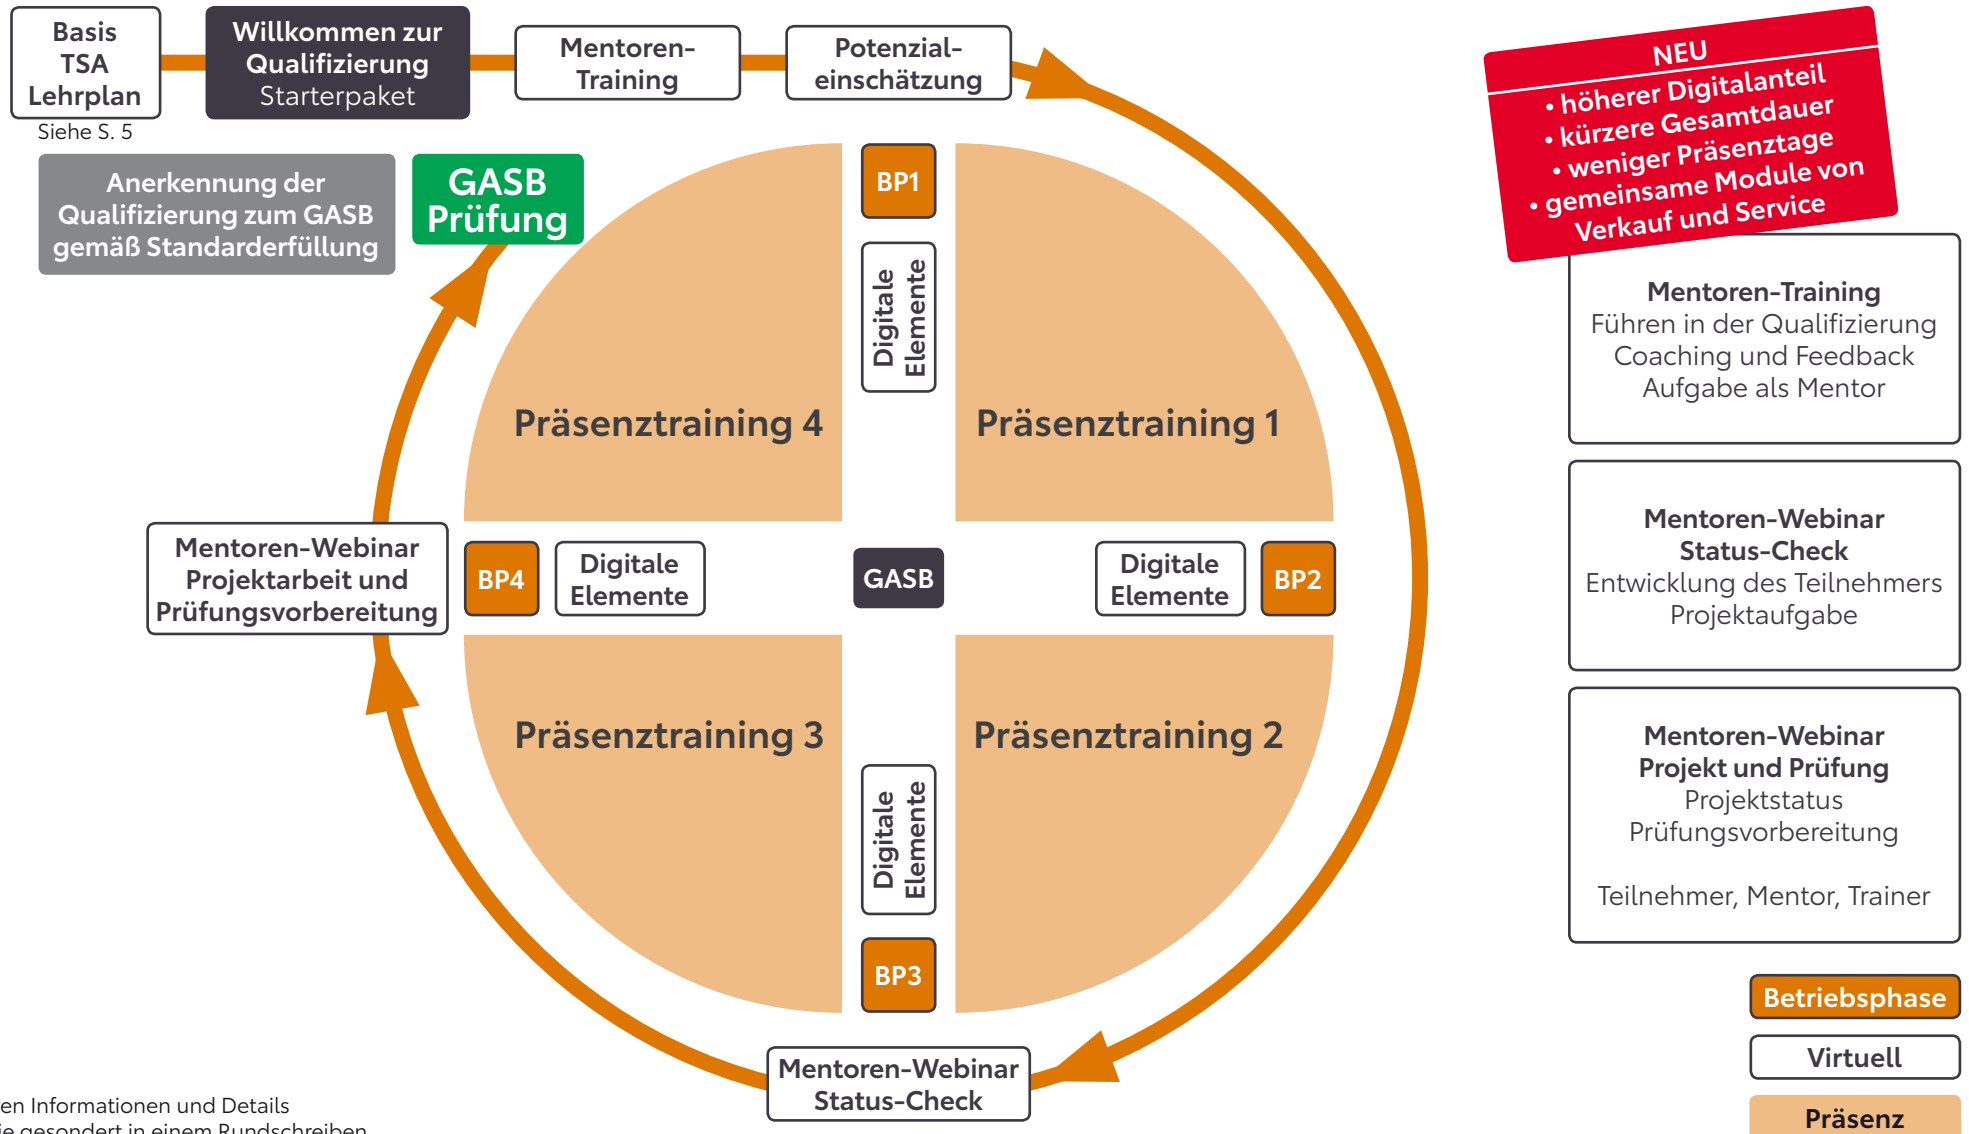 Basis
TSA
Lehrplan
Siehe S. 5
Willkommen zur
Qualifizierung
Starterpaket
Mentoren-
Training
Potenzial-
einschätzung
NEU
• höherer Digitalanteil
• kürzere Gesamtdauer
• weniger Präsenztage
• gemeinsame Module von
Verkauf und Service
Anerkennung der
Qualifizierung zum GASB
gemäß Standarderfüllung
GASB
Prüfung
BP1
Digitale
Elemente
Präsenztraining 4
Präsenztraining 1
Mentoren-Webinar
Projektarbeit und
Prüfungsvorbereitung
BP4
Digitale
Elemente
GASB
Digitale
Elemente
BP2
Präsenztraining 3
Präsenztraining 2
Digitale
Elemente
BP3
Mentoren-Webinar
Status-Check
Mentoren-Training
Führen in der Qualifizierung
Coaching und Feedback
Aufgabe als Mentor
Mentoren-Webinar
Status-Check
Entwicklung des Teilnehmers
Projektaufgabe
Mentoren-Webinar
Projekt und Prüfung
Projektstatus
Prüfungsvorbereitung
Teilnehmer, Mentor, Trainer
Betriebsphase
Virtuell
Präsenz
en Informationen und Details
ie gesondert in einem Rundschreiben